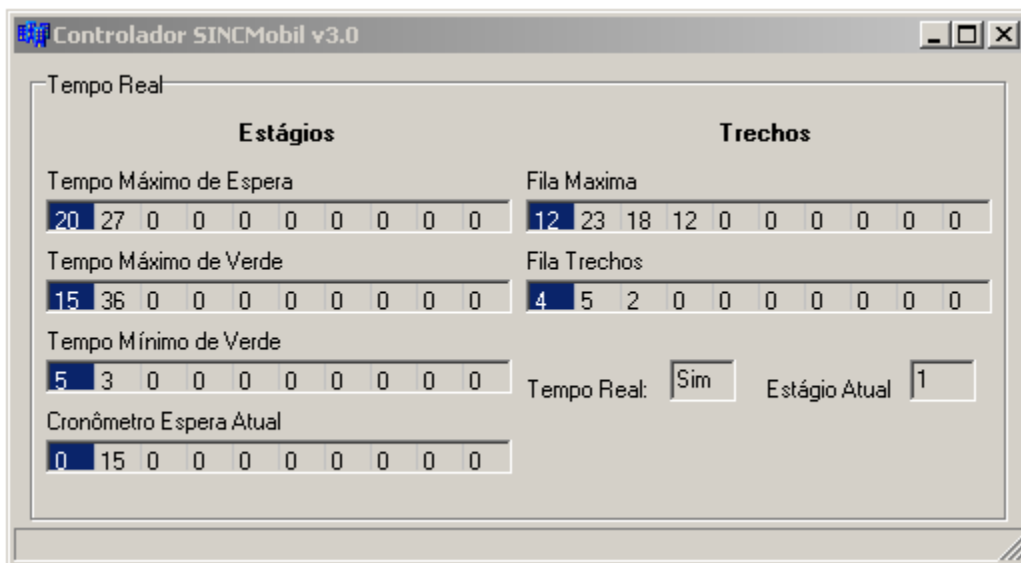 Controlador SINCMobil v3.0
Tempo Real
Estágios
Tempo Máximo de Espera
20 27 0 0 0 0 0 0 0 0
Tempo Máximo de Verde
15 36 0 0 0 0 0 0 0 0
Tempo Mínimo de Verde
5 3 0 0 0 0 0 0 0 0
Cronômetro Espera Atual
0 15 0 0 0 0 0 0 0 0
Trechos
Fila Maxima
12 23 18 12 0 0 0 0 0 0
Fila Trechos
4 5 2 0 0 0 0 0 0 0
Tempo Real: Sim Estágio Atual 1